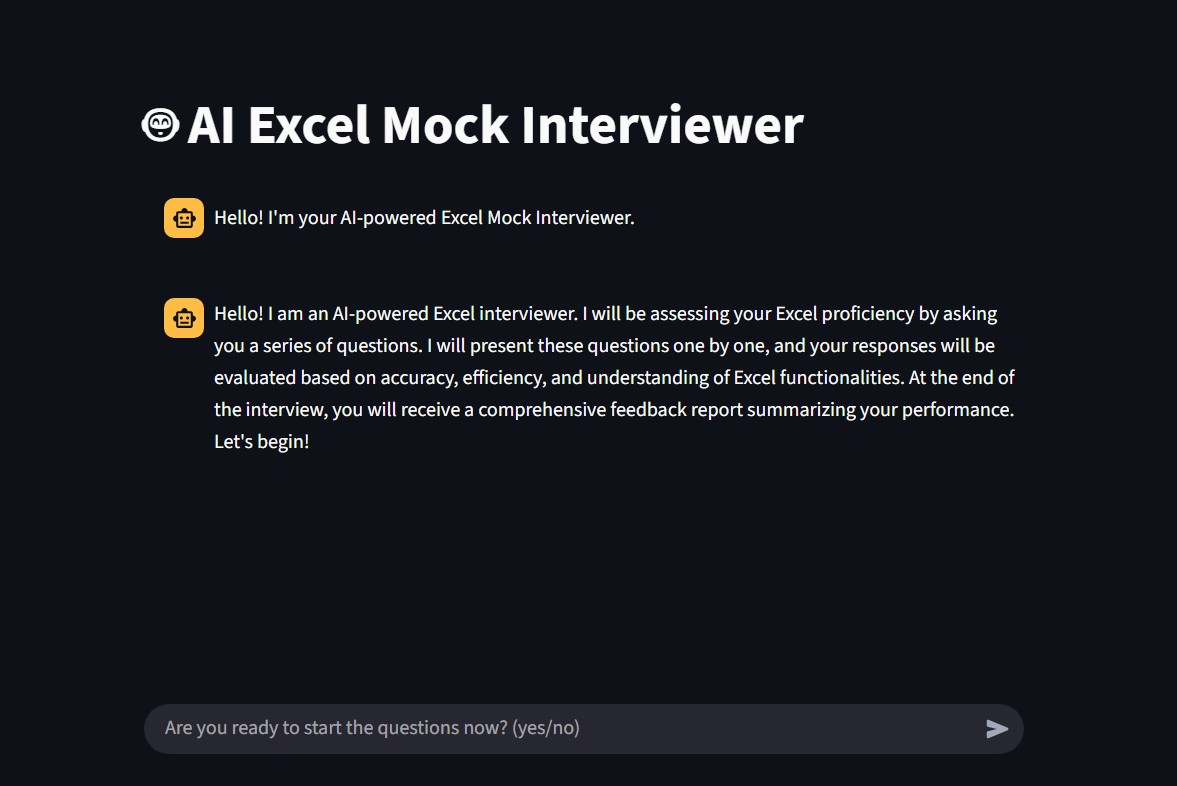 AI Excel Mock Interviewer
Hello! I'm your AI-powered Excel Mock Interviewer.
Hello! I am an AI-powered Excel interviewer. I will be assessing your Excel proficiency by asking
you a series of questions. I will present these questions one by one, and your responses will be
evaluated based on accuracy, efficiency, and understanding of Excel functionalities. At the end of
the interview, you will receive a comprehensive feedback report summarizing your performance.
Let's begin!
Are you ready to start the questions now? (yes/no)